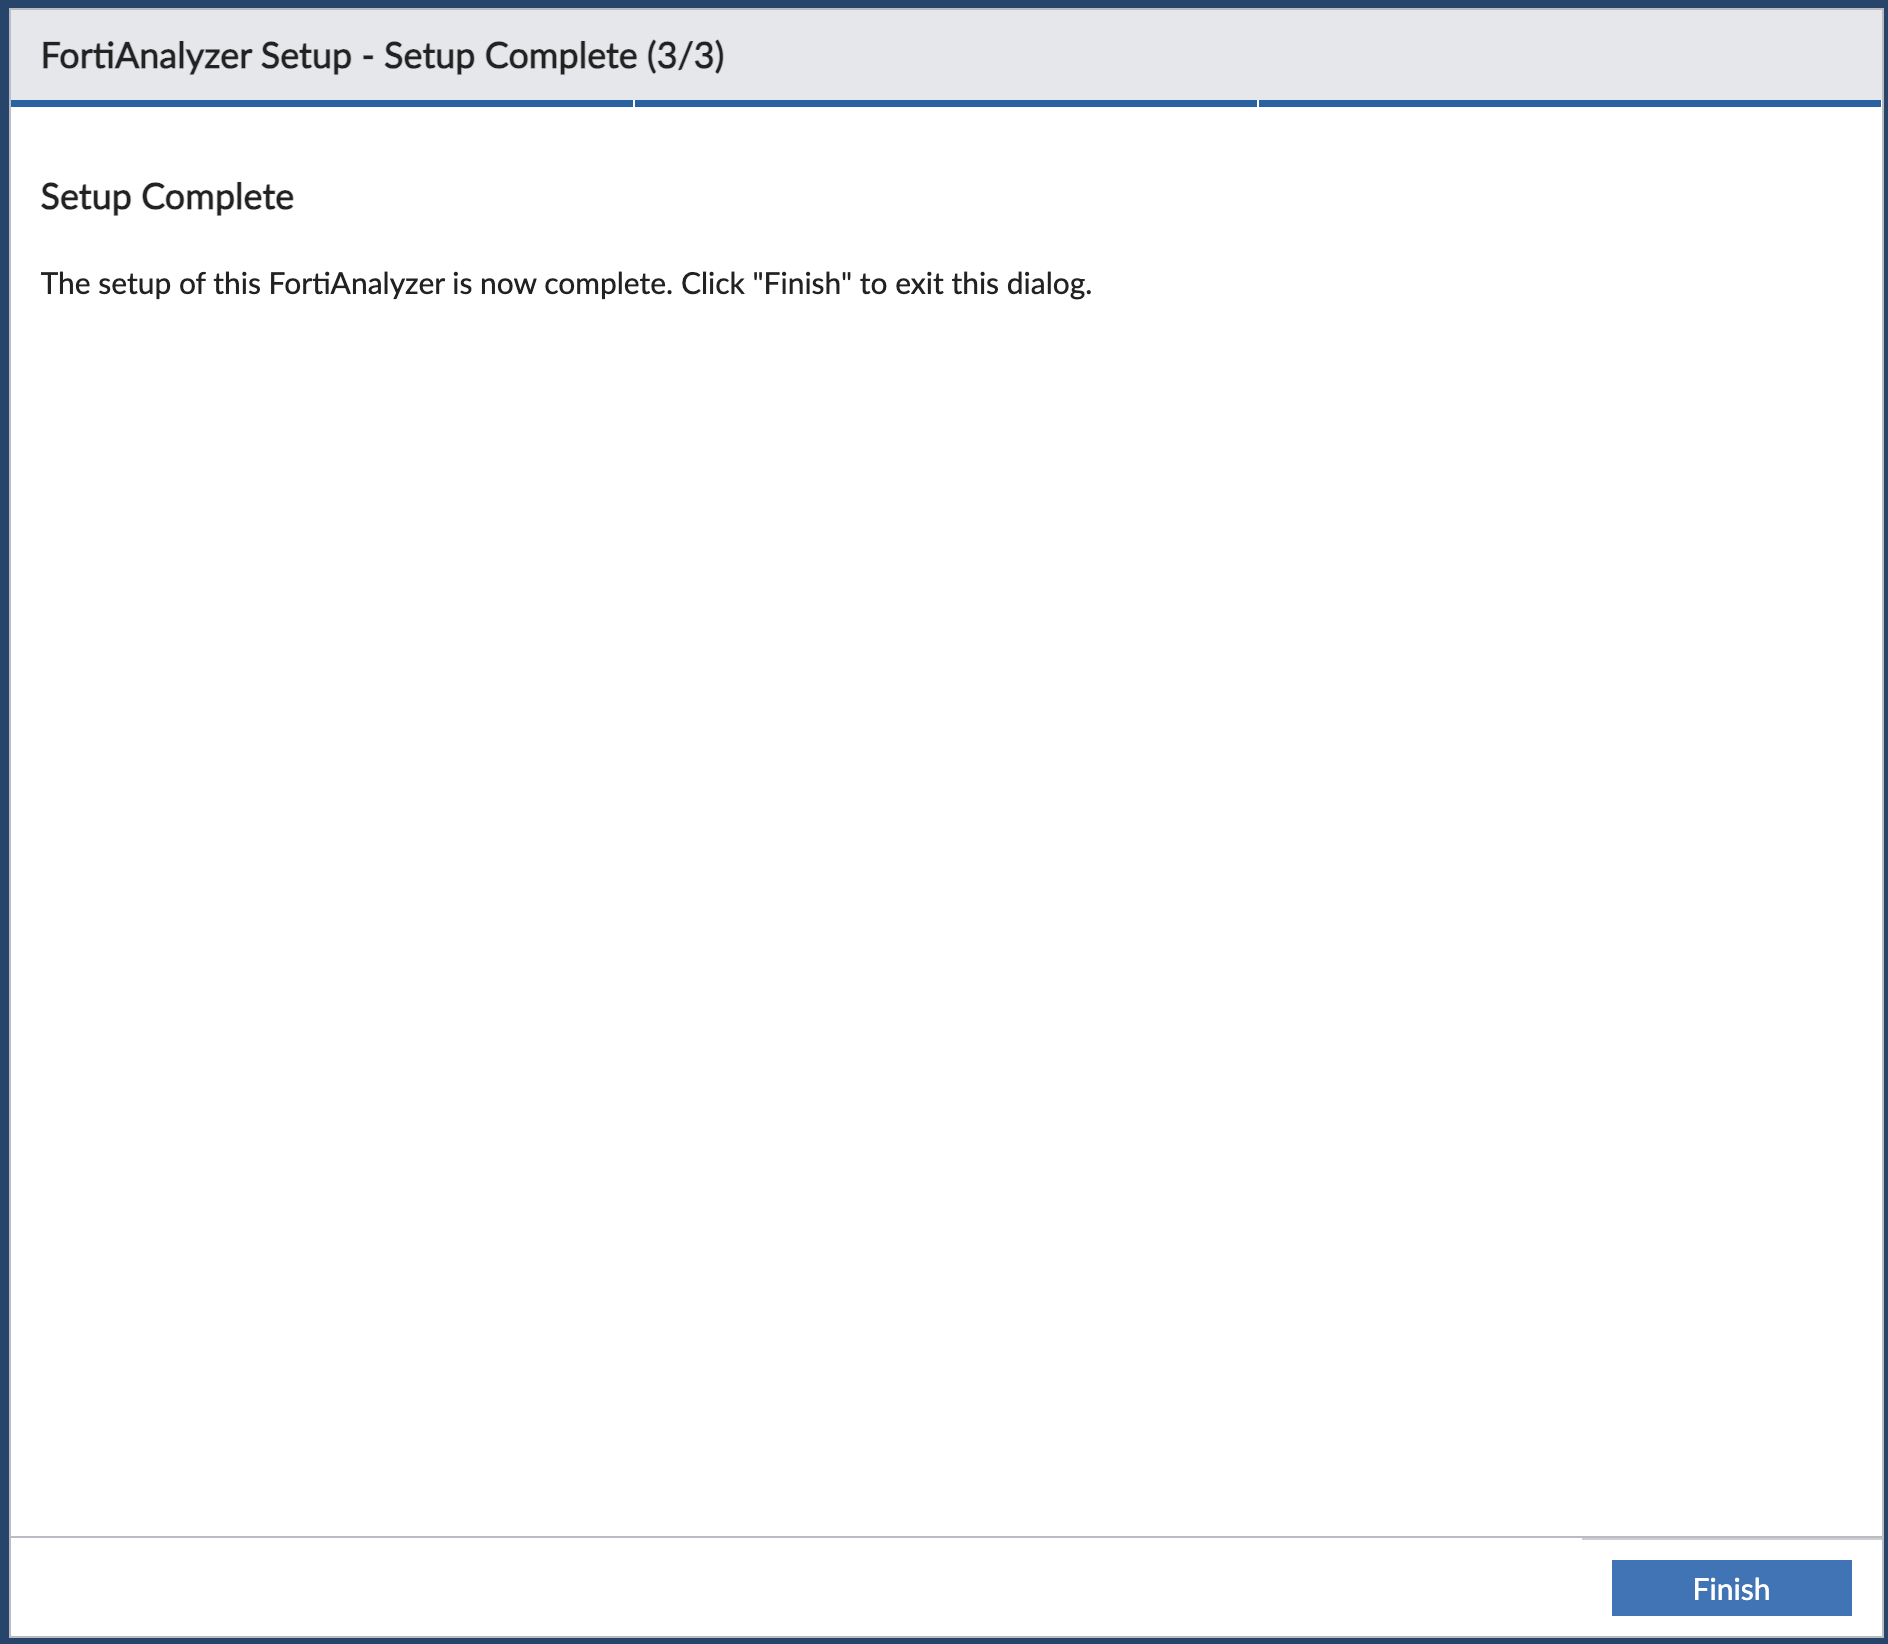 FortiAnalyzer Setup - Setup Complete (3/3)
Setup Complete
The setup of this FortiAnalyzer is now complete. Click "Finish" to exit this dialog.
Finish